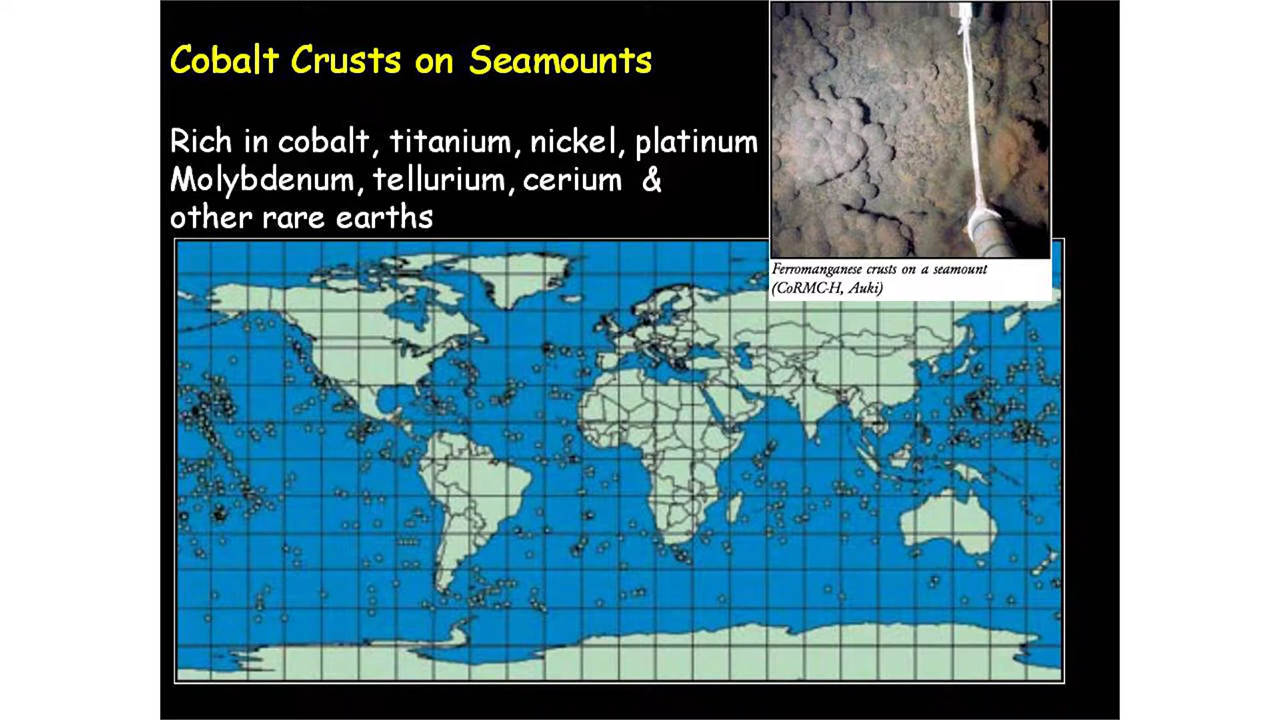 Cobalt Crusts on Seamounts
Rich in cobalt, titanium, nickel, platinum
Molybdenum, tellurium, cerium &
other rare earths
Ferromanganese crusts on a seamount
(CoRMC-H, Auki)